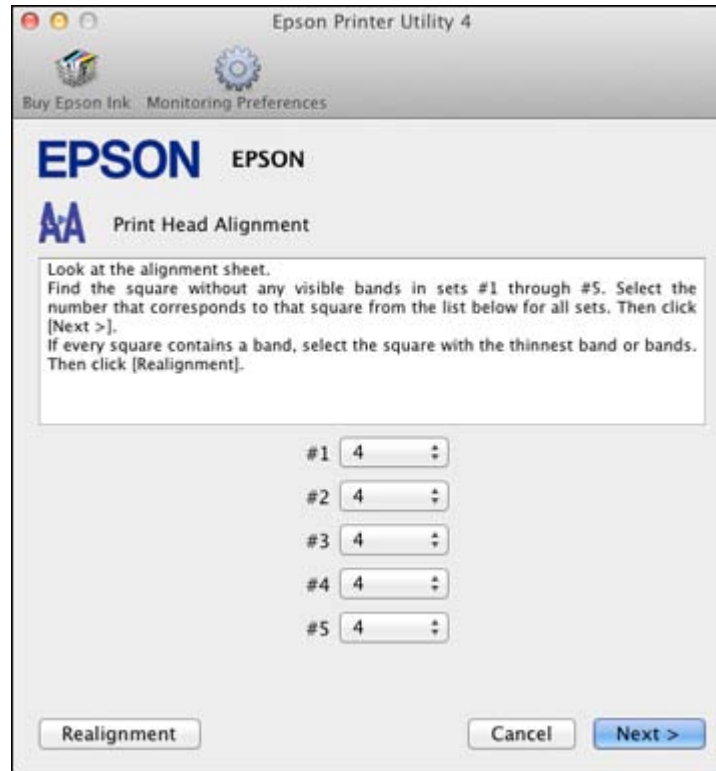 Epson Printer Utility 4
Buy Epson Ink Monitoring Preferences
EPSON EPSON
Print Head Alignment
Look at the alignment sheet.
Find the square without any visible bands in sets #1 through #5. Select the
number that corresponds to that square from the list below for all sets. Then click
[Next >].
If every square contains a band, select the square with the thinnest band or bands.
Then click [Realignment].
#1 4
#2 4
#3 4
#4 4
#5 4
Realignment Cancel Next >